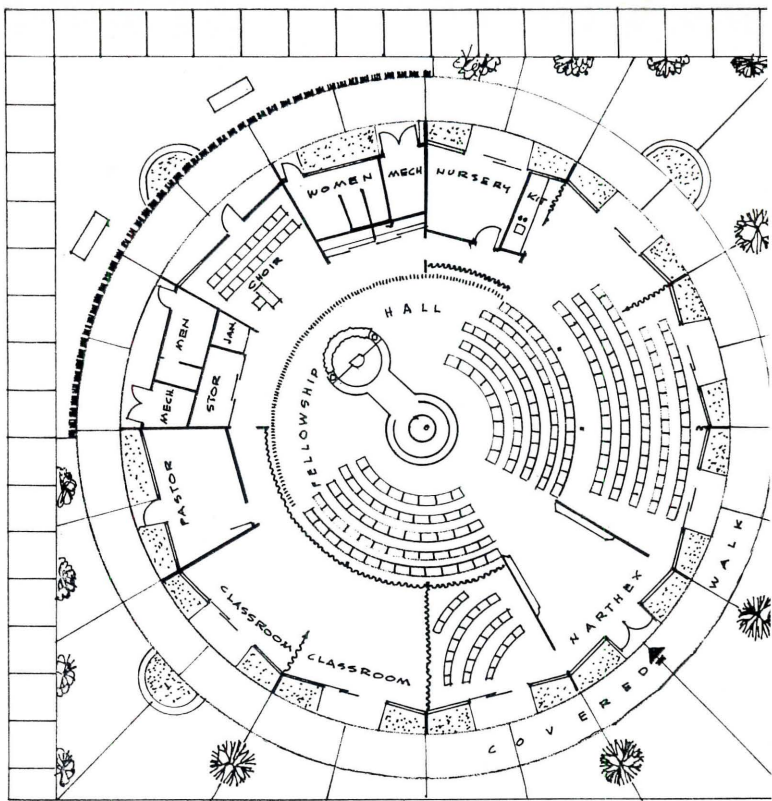 WOMEN
MECH
NURSERY
KIT
CHOIR
HALL
MEN
JAN
STOR
MECH
FELLOWSHIP
PASTOR
CLASSROOM
CLASSROOM
NARTHEX
COVERED WALK